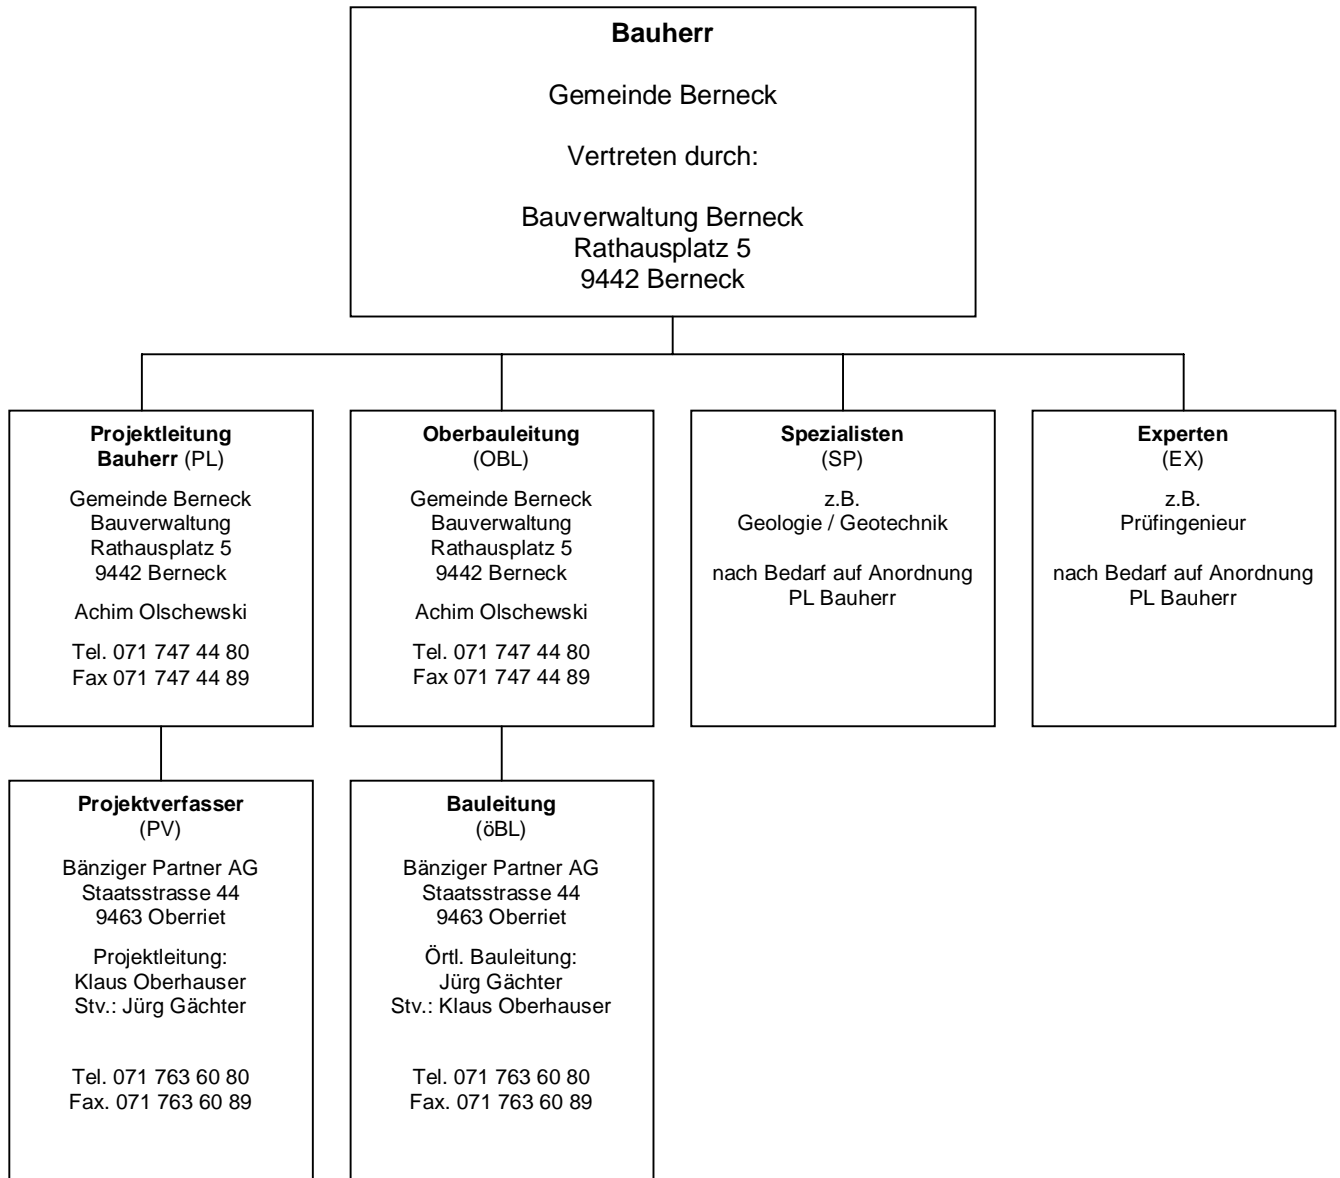 Bauherr
Gemeinde Berneck
Vertreten durch:
Bauverwaltung Berneck
Rathausplatz 5
9442 Berneck
Projektleitung
Bauherr (PL)
Gemeinde Berneck
Bauverwaltung
Rathausplatz 5
9442 Berneck
Achim Olschewski
Tel. 071 747 44 80
Fax 071 747 44 89
Oberbauleitung
(OBL)
Gemeinde Berneck
Bauverwaltung
Rathausplatz 5
9442 Berneck
Achim Olschewski
Tel. 071 747 44 80
Fax 071 747 44 89
Spezialisten
(SP)
z.B.
Geologie / Geotechnik
nach Bedarf auf Anordnung
PL Bauherr
Experten
(EX)
z.B.
Prüfingenieur
nach Bedarf auf Anordnung
PL Bauherr
Projektverfasser
(PV)
Bänziger Partner AG
Staatsstrasse 44
9463 Oberriet
Projektleitung:
Klaus Oberhauser
Stv.: Jürg Gächter
Tel. 071 763 60 80
Fax. 071 763 60 89
Bauleitung
(öBL)
Bänziger Partner AG
Staatsstrasse 44
9463 Oberriet
Örtl. Bauleitung:
Jürg Gächter
Stv.: Klaus Oberhauser
Tel. 071 763 60 80
Fax. 071 763 60 89